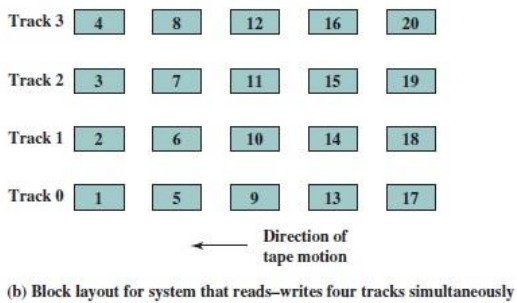 Track 3 4 8 12 16 20
Track 2 3 7 11 15 19
Track 1 2 6 10 14 18
Track 0 1 5 9 13 17
Direction of
tape motion
(b) Block layout for system that reads–writes four tracks simultaneously